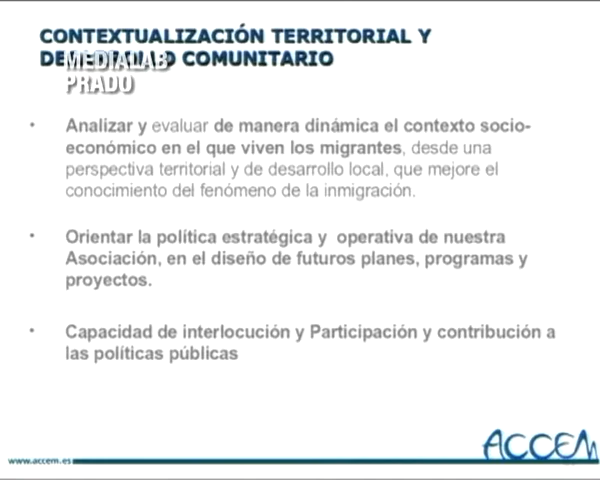 CONTEXTUALIZACIÓN TERRITORIAL Y
DESARROLLO COMUNITARIO
MEDIALAB
PRADO
• Analizar y evaluar de manera dinámica el contexto socio-
económico en el que viven los migrantes, desde una
perspectiva territorial y de desarrollo local, que mejore el
conocimiento del fenómeno de la inmigración.
• Orientar la política estratégica y operativa de nuestra
Asociación, en el diseño de futuros planes, programas y
proyectos.
• Capacidad de interlocución y Participación y contribución a
las políticas públicas
ACCEM
www.accem.es